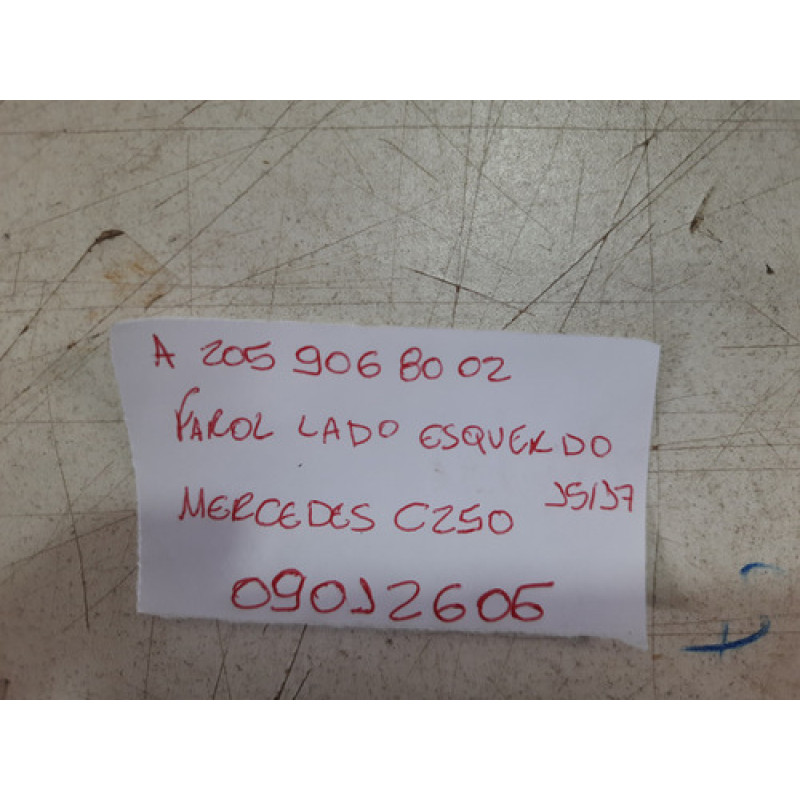 A 205 906 80 02
FAROL LADO ESQUERDO
MERCEDES C250 15/17
09012606